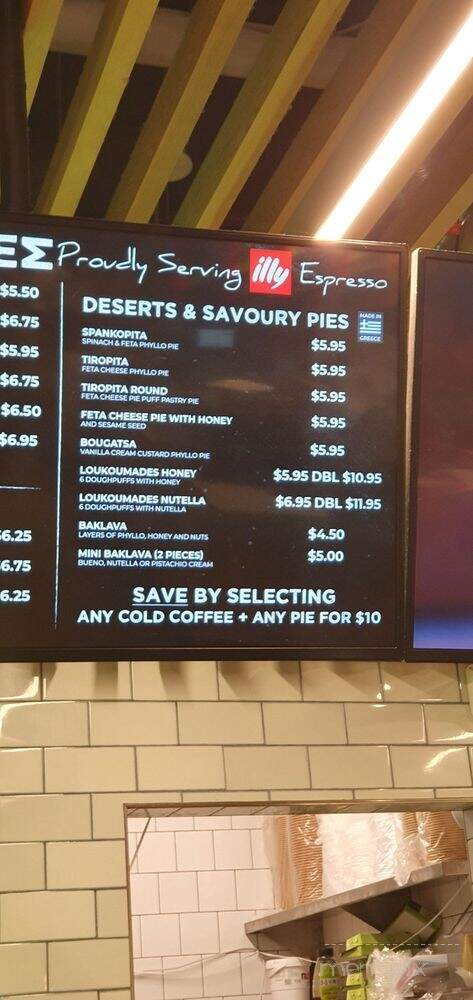 ΕΣ Proudly Serving illy Espresso
$5.50
$6.75
$5.95
$6.75
$6.50
$6.95
$6.25
$6.75
$6.25
DESERTS & SAVOURY PIES
MADE IN
GREECE
SPANKOPITA $5.95
SPINACH & FETA PHYLLO PIE
TIROPITA $5.95
FETA CHEESE PHYLLO PIE
TIROPITA ROUND $5.95
FETA CHEESE PIE PUFF PASTRY PIE
FETA CHEESE PIE WITH HONEY $5.95
AND SESAME SEED
BOUGATSA $5.95
VANILLA CREAM CUSTARD PHYLLO PIE
LOUKOUMADES HONEY $5.95 DBL $10.95
6 DOUGHPUFFS WITH HONEY
LOUKOUMADES NUTELLA $6.95 DBL $11.95
6 DOUGHPUFFS WITH NUTELLA
BAKLAVA $4.50
LAYERS OF PHYLLO, HONEY AND NUTS
MINI BAKLAVA (2 PIECES) $5.00
BUENO, NUTELLA OR PISTACHIO CREAM
SAVE BY SELECTING
ANY COLD COFFEE + ANY PIE FOR $10